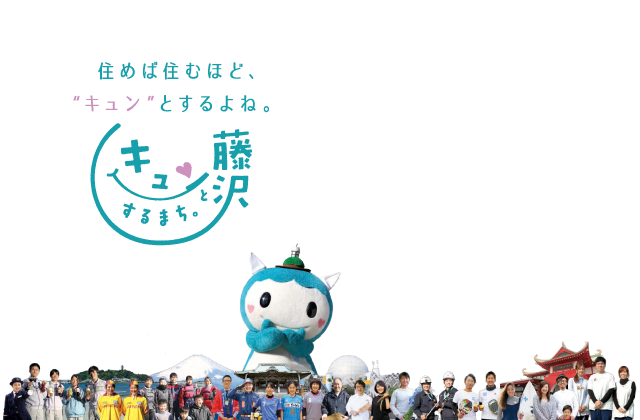 住めば住むほど、
“キュン”とするよね。
キュンと
するまち。
藤沢